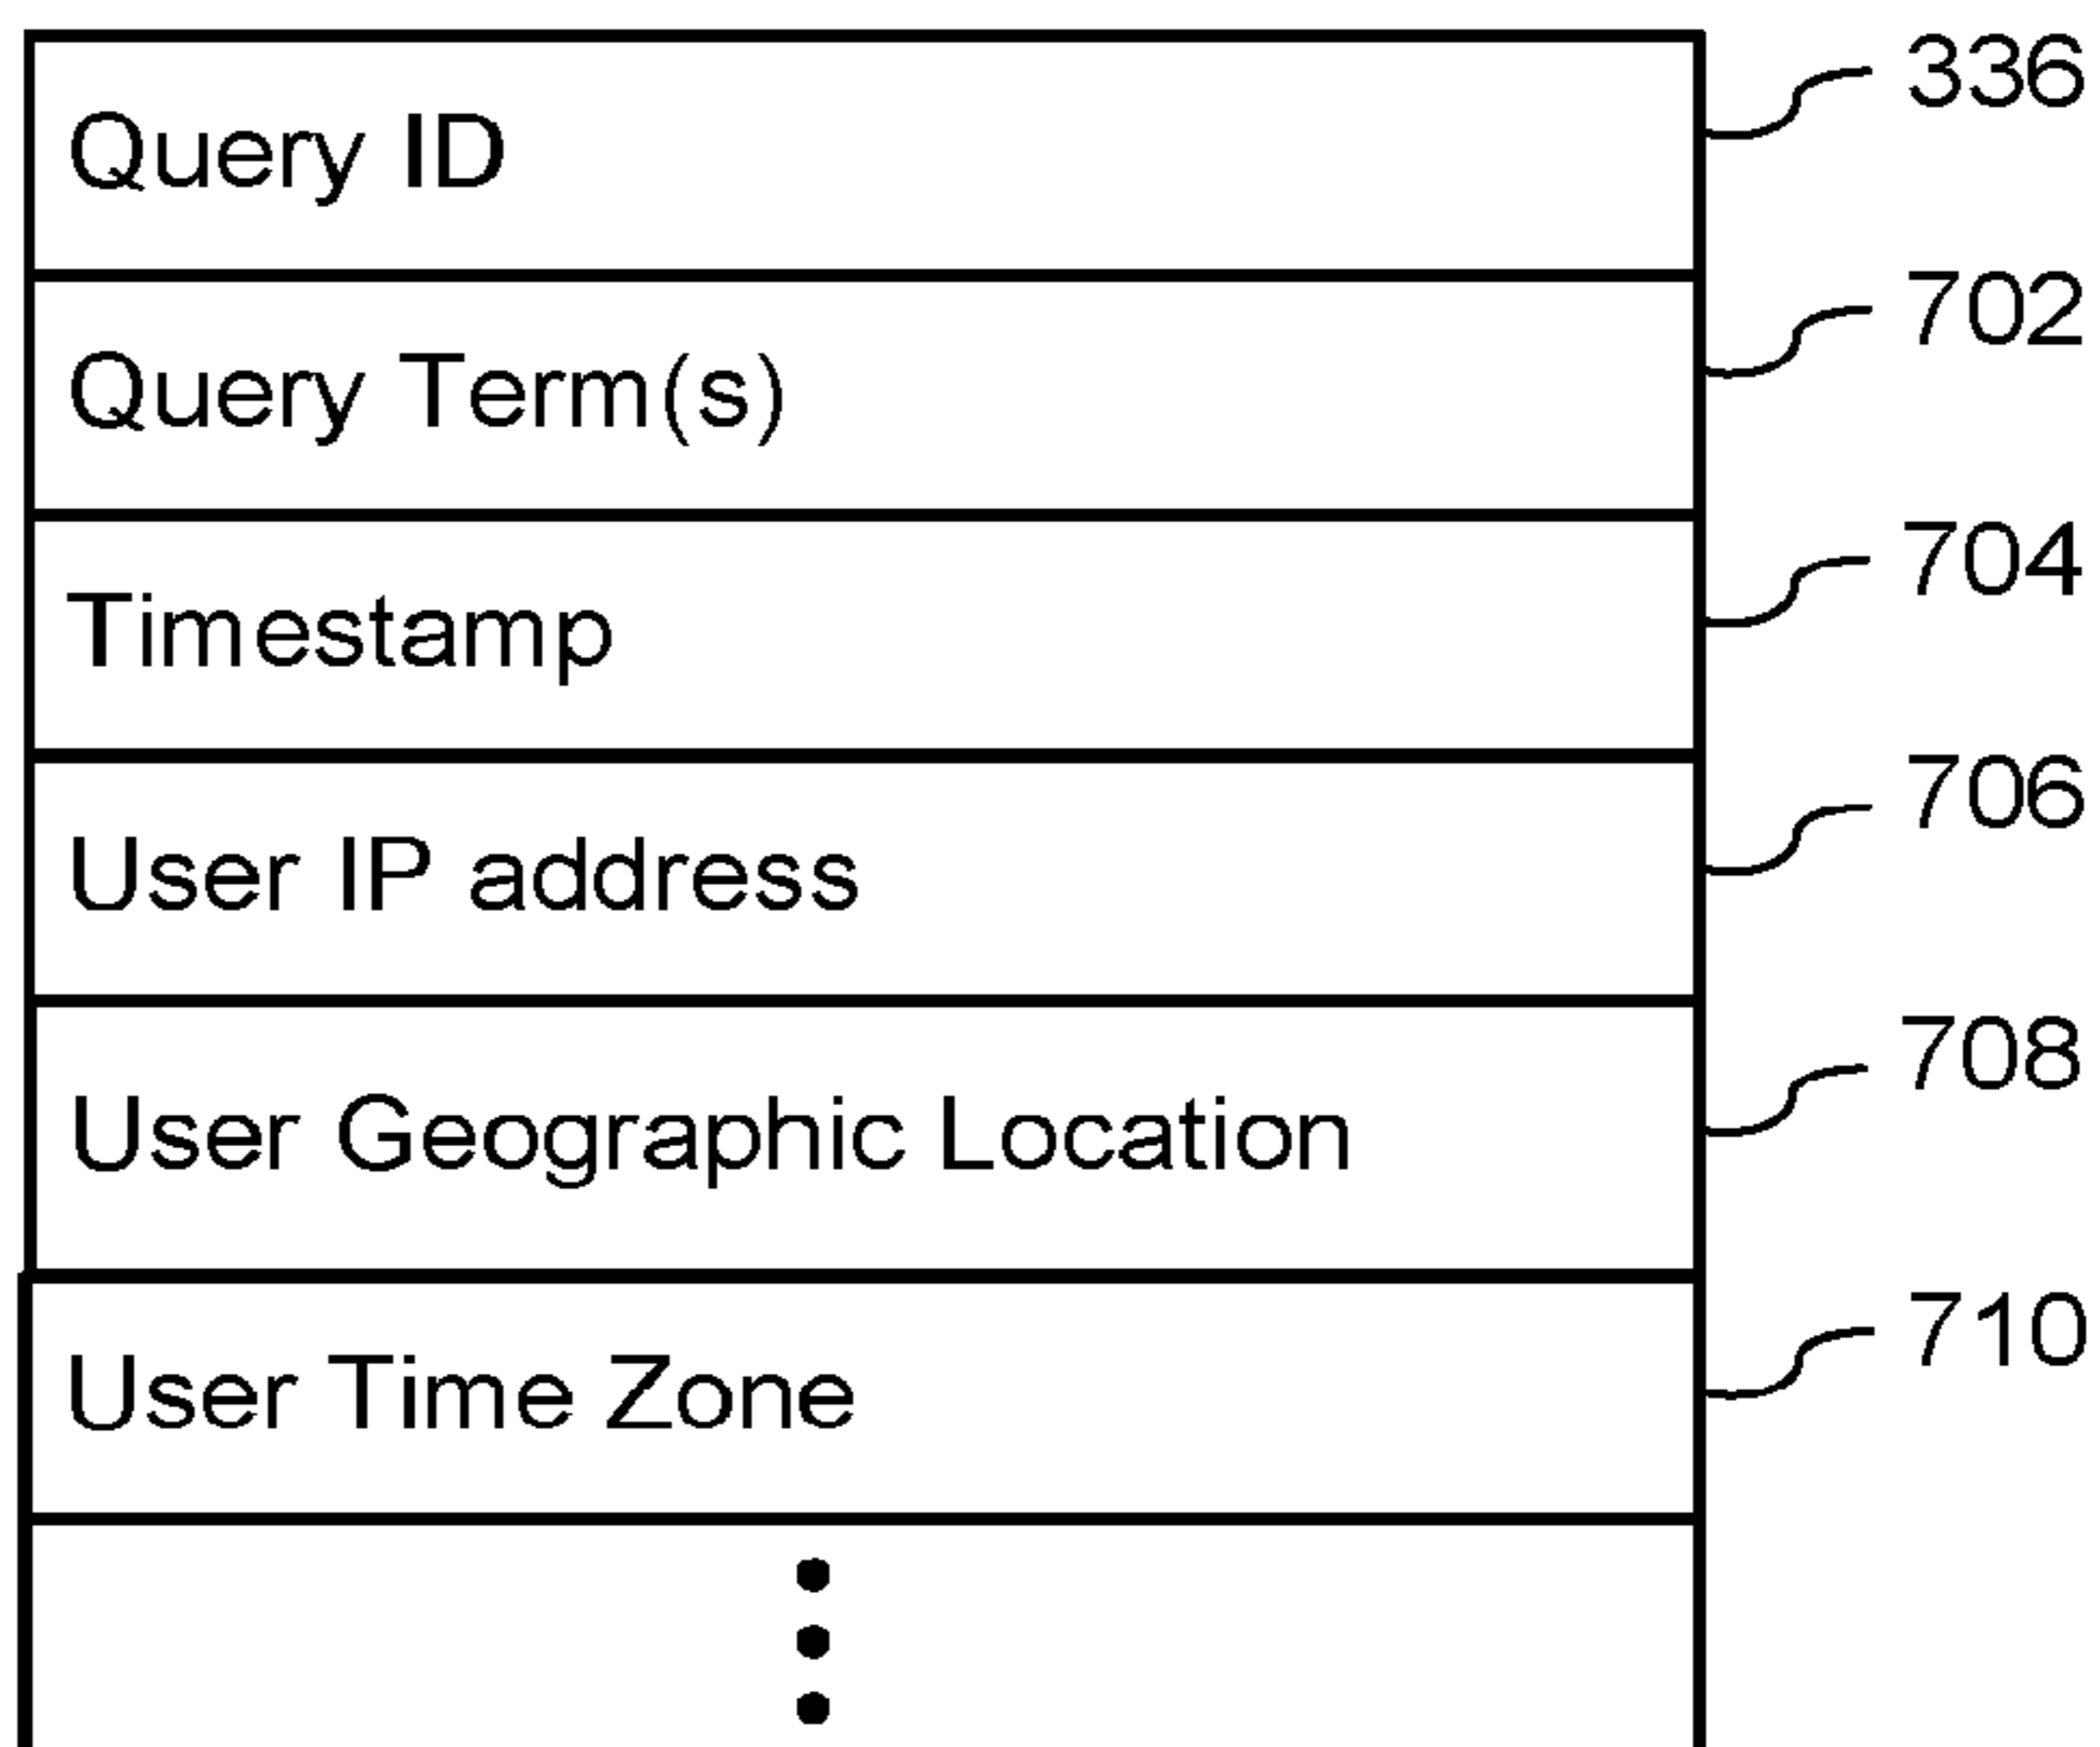 Query ID 336
Query Term(s) 702
Timestamp 704
User IP address 706
User Geographic Location 708
User Time Zone 710